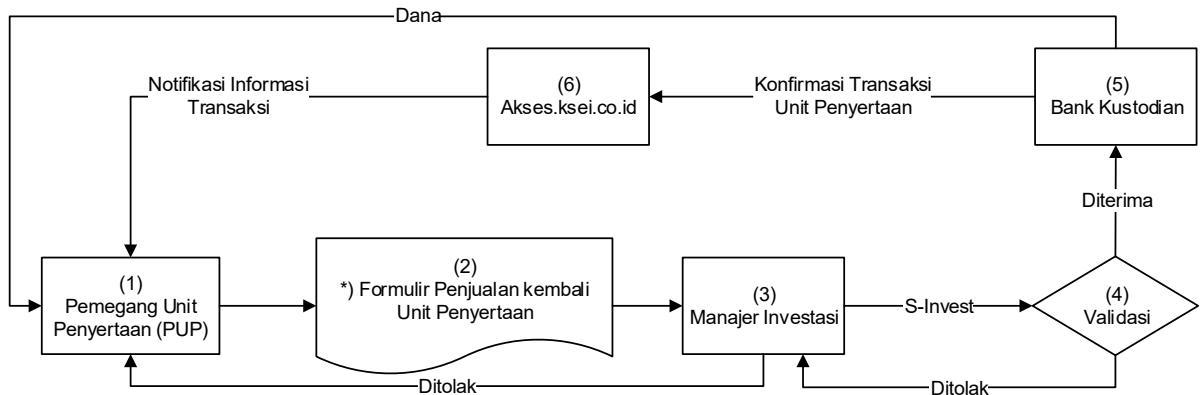 Dana
Notifikasi Informasi
Transaksi
(6)
Akses.ksei.co.id
Konfirmasi Transaksi
Unit Penyertaan
(5)
Bank Kustodian
Diterima
(1)
Pemegang Unit
Penyertaan (PUP)
(2)
*) Formulir Penjualan kembali
Unit Penyertaan
(3)
Manajer Investasi
S-Invest
(4)
Validasi
Ditolak
Ditolak